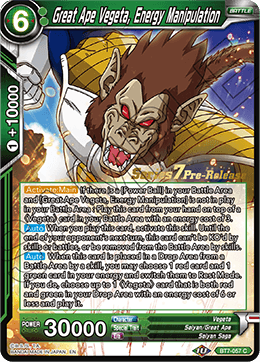 BATTLE
6
Great Ape Vegeta, Energy Manipulation
+10000
Series7 Pre-Release
Activate:Main If there is a {Power Ball} in your Battle Area
and {Great Ape Vegeta, Energy Manipulation} is not in play
in your Battle Area : Play this card from your hand on top of a
{Vegeta} card in your Battle Area with an energy cost of 3.
Auto When you play this card, activate this skill. Until the
end of your opponent's next turn, this card can't be KO'd by
skills or battles, or be removed from a Battle Area by skills.
Auto When this card is placed in a Drop Area from a
Battle Area by a skill, you may choose 1 red card and 1
green card in your energy and switch them to Rest Mode.
If you do, choose up to 1 {Vegeta} card that is both red
and green in your Drop Area with an energy cost of 6 or
less and play it.
POWER
30000
Character
Vegeta
Special Trait
Saiyan/Great Ape
Era
Saiyan Saga
BT7-057 C